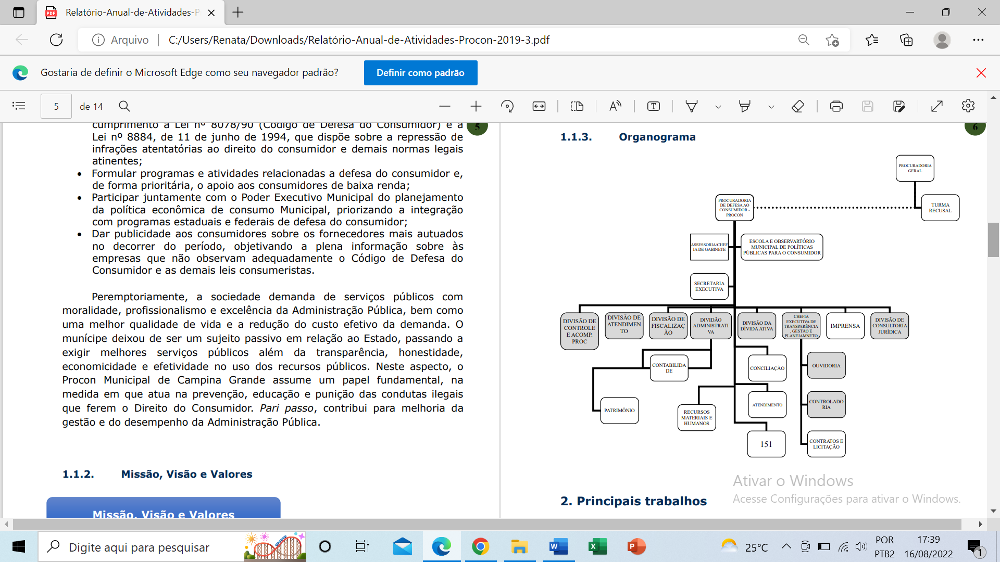 Relatório-Anual-de-Atividades-P
Arquivo
C:/Users/Renata/Downloads/Relatório-Anual-de-Atividades-Procon-2019-3.pdf
Gostaria de definir o Microsoft Edge como seu navegador padrão?
Definir como padrão
5 de 14
cumprimento a Lei nº 8078/90 (Código de Defesa do Consumidor) e a
Lei nº 8884, de 11 de junho de 1994, que dispõe sobre a repressão de
infrações atentatórias ao direito do consumidor e demais normas legais
atinentes;
• Formular programas e atividades relacionadas a defesa do consumidor e,
de forma prioritária, o apoio aos consumidores de baixa renda;
• Participar juntamente com o Poder Executivo Municipal do planejamento
da política econômica de consumo Municipal, priorizando a integração
com programas estaduais e federais de defesa do consumidor;
• Dar publicidade aos consumidores sobre os fornecedores mais autuados
no decorrer do período, objetivando a plena informação sobre às
empresas que não observam adequadamente o Código de Defesa do
Consumidor e as demais leis consumeristas.
Peremptoriamente, a sociedade demanda de serviços públicos com
moralidade, profissionalismo e excelência da Administração Pública, bem como
uma melhor qualidade de vida e a redução do custo efetivo da demanda. O
munícipe deixou de ser um sujeito passivo em relação ao Estado, passando a
exigir melhores serviços públicos além da transparência, honestidade,
economicidade e efetividade no uso dos recursos públicos. Neste aspecto, o
Procon Municipal de Campina Grande assume um papel fundamental, na
medida em que atua na prevenção, educação e punição das condutas ilegais
que ferem o Direito do Consumidor. Pari passo, contribui para melhoria da
gestão e do desempenho da Administração Pública.
1.1.2. Missão, Visão e Valores
Missão, Visão e Valores
5
6
1.1.3. Organograma
PROCURADORIA
GERAL
PROCURADORIA
DE DEFESA AO
CONSUMIDOR -
PROCON
TURMA
RECUSAL
ASSESSORIA/CHEF
IA DE GABINETE
ESCOLA E OBSERVARTÓRIO
MUNICIPAL DE POLÍTICAS
PÚBLICAS PARA O CONSUMIDOR
SECRETARIA
EXECUTIVA
DIVISÃO DE
CONTROLE
E ACOMP.
PROC
DIVISÃO DE
ATENDIMEN
TO
DIVISÃO DE
FISCALIZAÇ
ÃO
DIVIDÃO
ADMINISTRATI
VA
DIVISÃO DA
DÍVIDA ATIVA
CHEFIA
EXECUTIVA DE
TRANSPARÊNCIA
, GESTÃO E
PLANEJAMNETO
IMPRENSA
DIVISÃO DE
CONSULTORIA
JURÍDICA
CONTABILIDA
DE
CONCILIAÇÃO
OUVIDORIA
PATRIMÔNIO
RECURSOS
MATERIAIS E
HUMANOS
ATENDIMENTO
CONTROLADO
RIA
151
CONTRATOS E
LICITAÇÃO
2. Principais trabalhos
Ativar o Windows
Acesse Configurações para ativar o Windows.
Digite aqui para pesquisar
25°C
POR
PTB2
17:39
16/08/2022
1